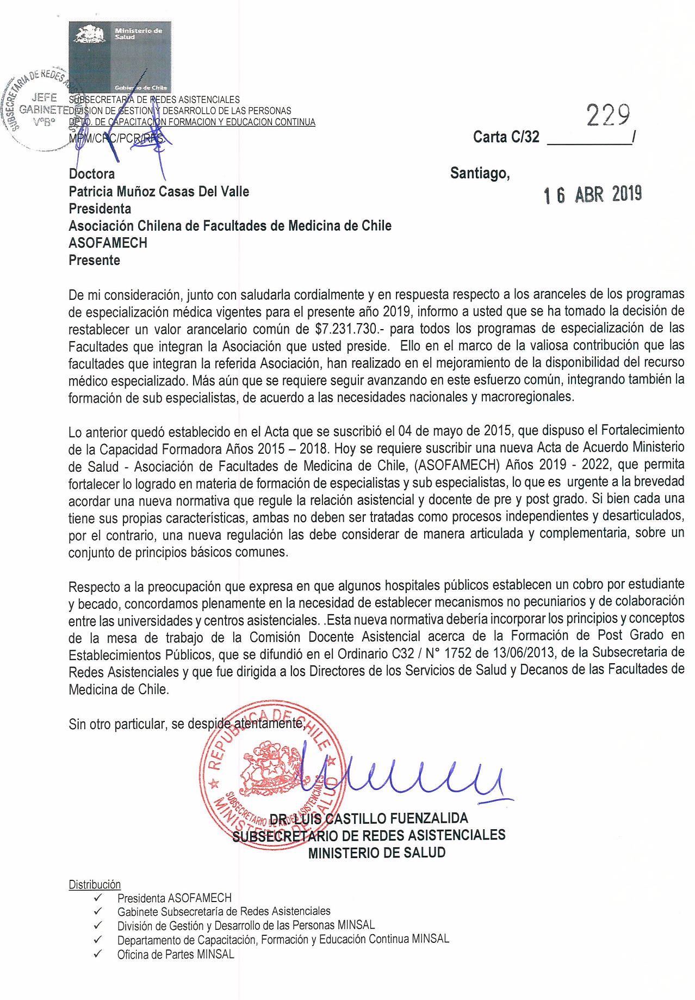 Ministerio de
Salud
Gobierno de Chile
SUBSECRETARIA DE REDES ASISTENCIALES
JEFE
GABINETE
VºBº
SUBSECRETARÍA DE REDES ASISTENCIALES
DIVISION DE GESTION Y DESARROLLO DE LAS PERSONAS
DPTO. DE CAPACITACIÓN FORMACION Y EDUCACION CONTINUA
MPM/CRC/PCR/RFS.
229
Carta C/32 __________/
Doctora
Patricia Muñoz Casas Del Valle
Presidenta
Asociación Chilena de Facultades de Medicina de Chile
ASOFAMECH
Presente
Santiago,
16 ABR 2019
De mi consideración, junto con saludarla cordialmente y en respuesta respecto a los aranceles de los programas
de especialización médica vigentes para el presente año 2019, informo a usted que se ha tomado la decisión de
restablecer un valor arancelario común de $7.231.730.- para todos los programas de especialización de las
Facultades que integran la Asociación que usted preside. Ello en el marco de la valiosa contribución que las
facultades que integran la referida Asociación, han realizado en el mejoramiento de la disponibilidad del recurso
médico especializado. Más aún que se requiere seguir avanzando en este esfuerzo común, integrando también la
formación de sub especialistas, de acuerdo a las necesidades nacionales y macroregionales.
Lo anterior quedó establecido en el Acta que se suscribió el 04 de mayo de 2015, que dispuso el Fortalecimiento
de la Capacidad Formadora Años 2015 – 2018. Hoy se requiere suscribir una nueva Acta de Acuerdo Ministerio
de Salud - Asociación de Facultades de Medicina de Chile, (ASOFAMECH) Años 2019 - 2022, que permita
fortalecer lo logrado en materia de formación de especialistas y sub especialistas, lo que es urgente a la brevedad
acordar una nueva normativa que regule la relación asistencial y docente de pre y post grado. Si bien cada una
tiene sus propias características, ambas no deben ser tratadas como procesos independientes y desarticulados,
por el contrario, una nueva regulación las debe considerar de manera articulada y complementaria, sobre un
conjunto de principios básicos comunes.
Respecto a la preocupación que expresa en que algunos hospitales públicos establecen un cobro por estudiante
y becado, concordamos plenamente en la necesidad de establecer mecanismos no pecuniarios y de colaboración
entre las universidades y centros asistenciales. .Esta nueva normativa debería incorporar los principios y conceptos
de la mesa de trabajo de la Comisión Docente Asistencial acerca de la Formación de Post Grado en
Establecimientos Públicos, que se difundió en el Ordinario C32 / N° 1752 de 13/06/2013, de la Subsecretaria de
Redes Asistenciales y que fue dirigida a los Directores de los Servicios de Salud y Decanos de las Facultades de
Medicina de Chile.
Sin otro particular, se despide atentamente,
REPUBLICA DE CHILE
SUBSECRETARIO DE REDES ASISTENCIALES
MINISTERIO DE SALUD
DR. LUIS CASTILLO FUENZALIDA
SUBSECRETARIO DE REDES ASISTENCIALES
MINISTERIO DE SALUD
Distribución
✓ Presidenta ASOFAMECH
✓ Gabinete Subsecretaría de Redes Asistenciales
✓ División de Gestión y Desarrollo de las Personas MINSAL
✓ Departamento de Capacitación, Formación y Educación Continua MINSAL
✓ Oficina de Partes MINSAL